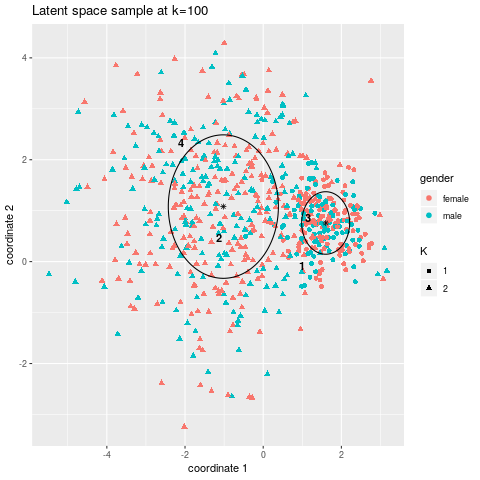 Latent space sample at k=100
coordinate 2
4
2
0
-2
4
2
3
1
-4
-2
0
2
coordinate 1
gender
female
male
K
1
2